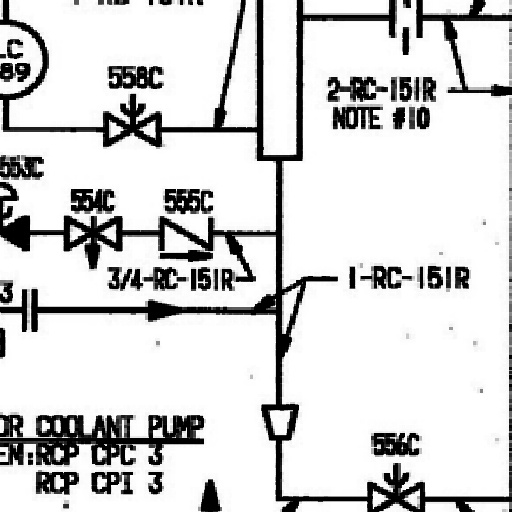 LC
89
558C
2-RC-151R
NOTE #10
553C
554C
555C
3/4-RC-151R
1-RC-151R
3
OR COOLANT PUMP
EN:RCP CPC 3
RCP CPI 3
556C